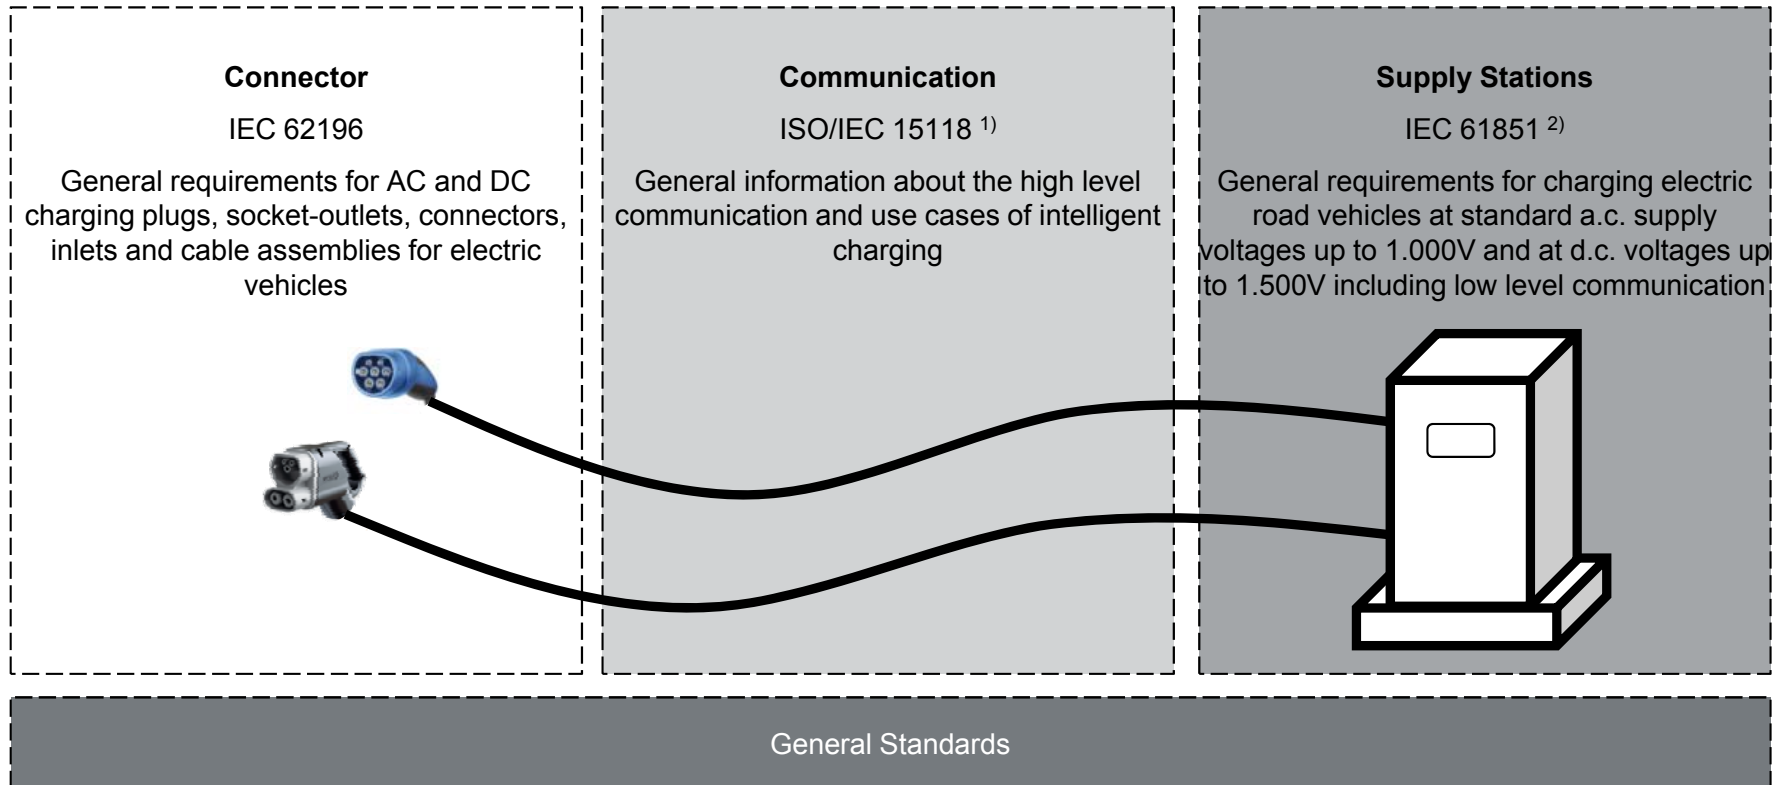 Connector
IEC 62196
General requirements for AC and DC
charging plugs, socket-outlets, connectors,
inlets and cable assemblies for electric
vehicles
Communication
ISO/IEC 15118 1)
General information about the high level
communication and use cases of intelligent
charging
Supply Stations
IEC 61851 2)
General requirements for charging electric
road vehicles at standard a.c. supply
voltages up to 1.000V and at d.c. voltages up
to 1.500V including low level communication
General Standards